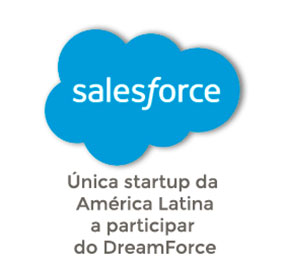 salesforce
Única startup da
América Latina
a participar
do DreamForce